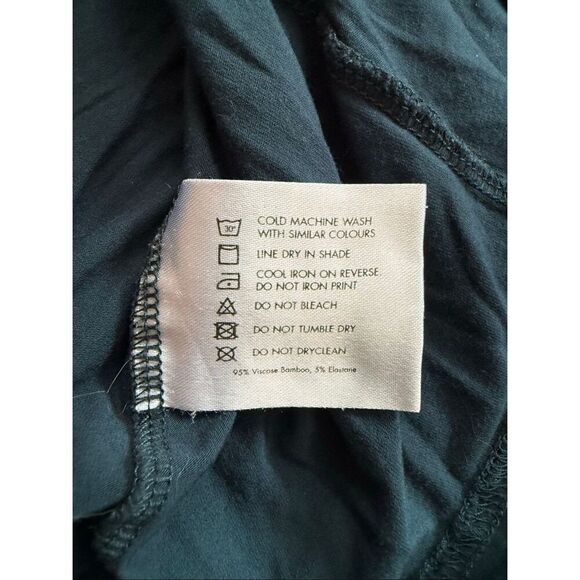 30°
COLD MACHINE WASH
WITH SIMILAR COLOURS
LINE DRY IN SHADE
COOL IRON ON REVERSE.
DO NOT IRON PRINT
DO NOT BLEACH
DO NOT TUMBLE DRY
DO NOT DRYCLEAN
95% Viscose Bamboo, 5% Elastane